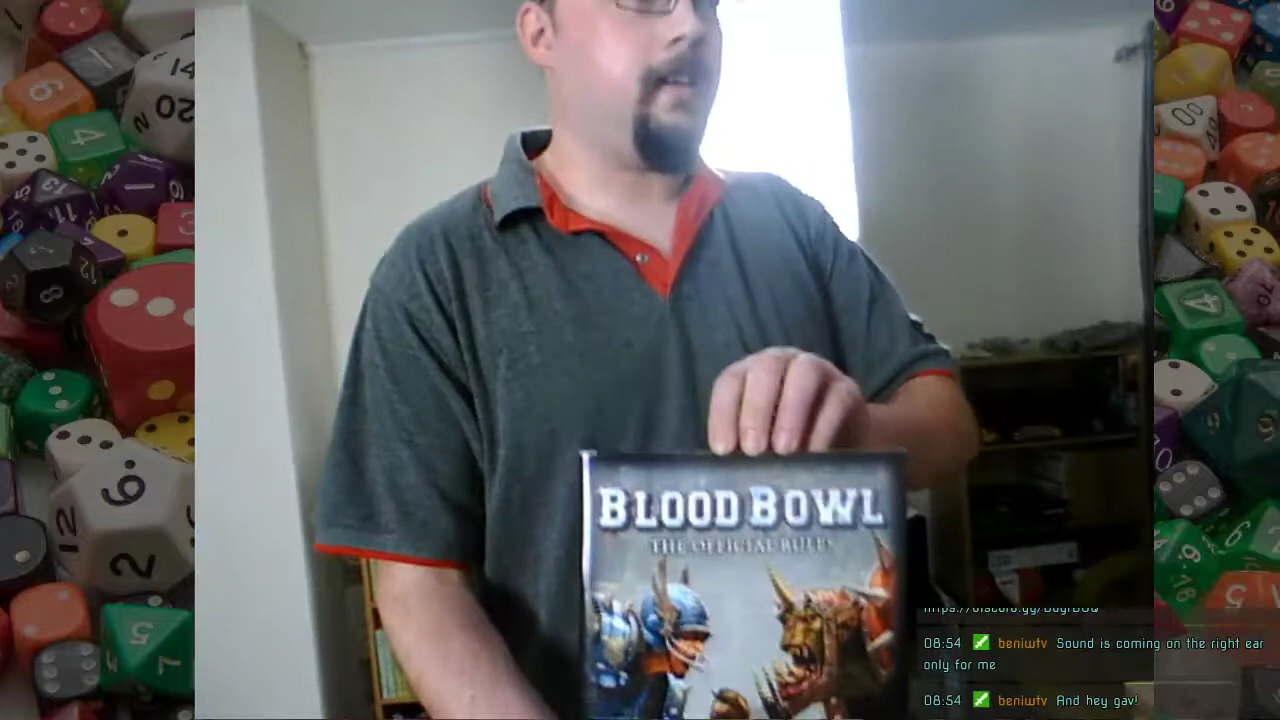 BLOOD BOWL
THE OFFICIAL RULES
08:54 beniwtv Sound is coming on the right ear
only for me
08:54 beniwtv And hey gav!